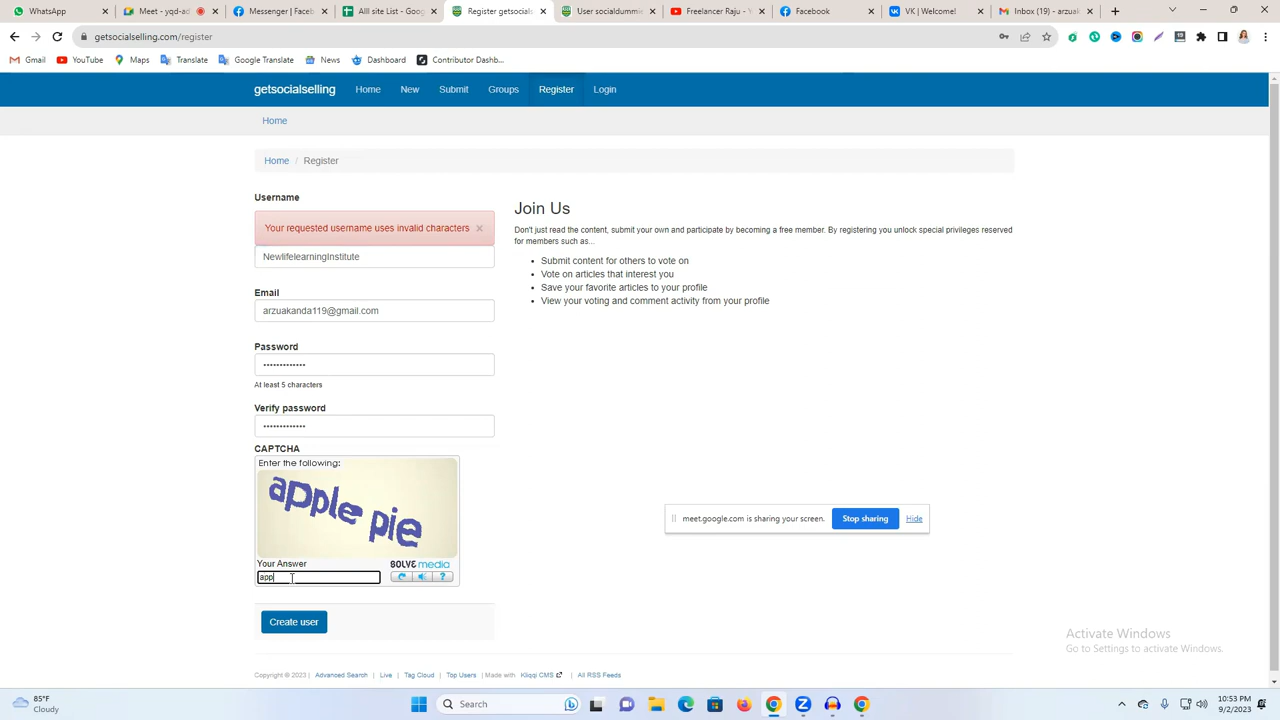 WhatsApp
Meet - yqd-ad
Facebook
All site list - Goo
Register getsocials
User socialdummie
Freelancer Raju - Y
Facebook
VK | Welcome!
Inbox (19) - arzuak
getsocialselling.com/register
Gmail
YouTube
Maps
Translate
Google Translate
News
Dashboard
Contributor Dashb...
getsocialselling
Home
New
Submit
Groups
Register
Login
Home
Home / Register
Username
Your requested username uses invalid characters ×
NewlifelearningInstitute
Email
arzuakanda119@gmail.com
Password
•••••••••••••
At least 5 characters
Verify password
•••••••••••••
CAPTCHA
Enter the following:
apple pie
Your Answer
SOLVE media
app
?
Create user
Join Us
Don't just read the content, submit your own and participate by becoming a free member. By registering you unlock special privileges reserved
for members such as...
• Submit content for others to vote on
• Vote on articles that interest you
• Save your favorite articles to your profile
• View your voting and comment activity from your profile
meet.google.com is sharing your screen.
Stop sharing
Hide
Activate Windows
Go to Settings to activate Windows.
Copyright © 2023 | Advanced Search | Live | Tag Cloud | Top Users | Made with Kliqqi CMS | All RSS Feeds
85°F
Cloudy
Search
10:53 PM
9/2/2023